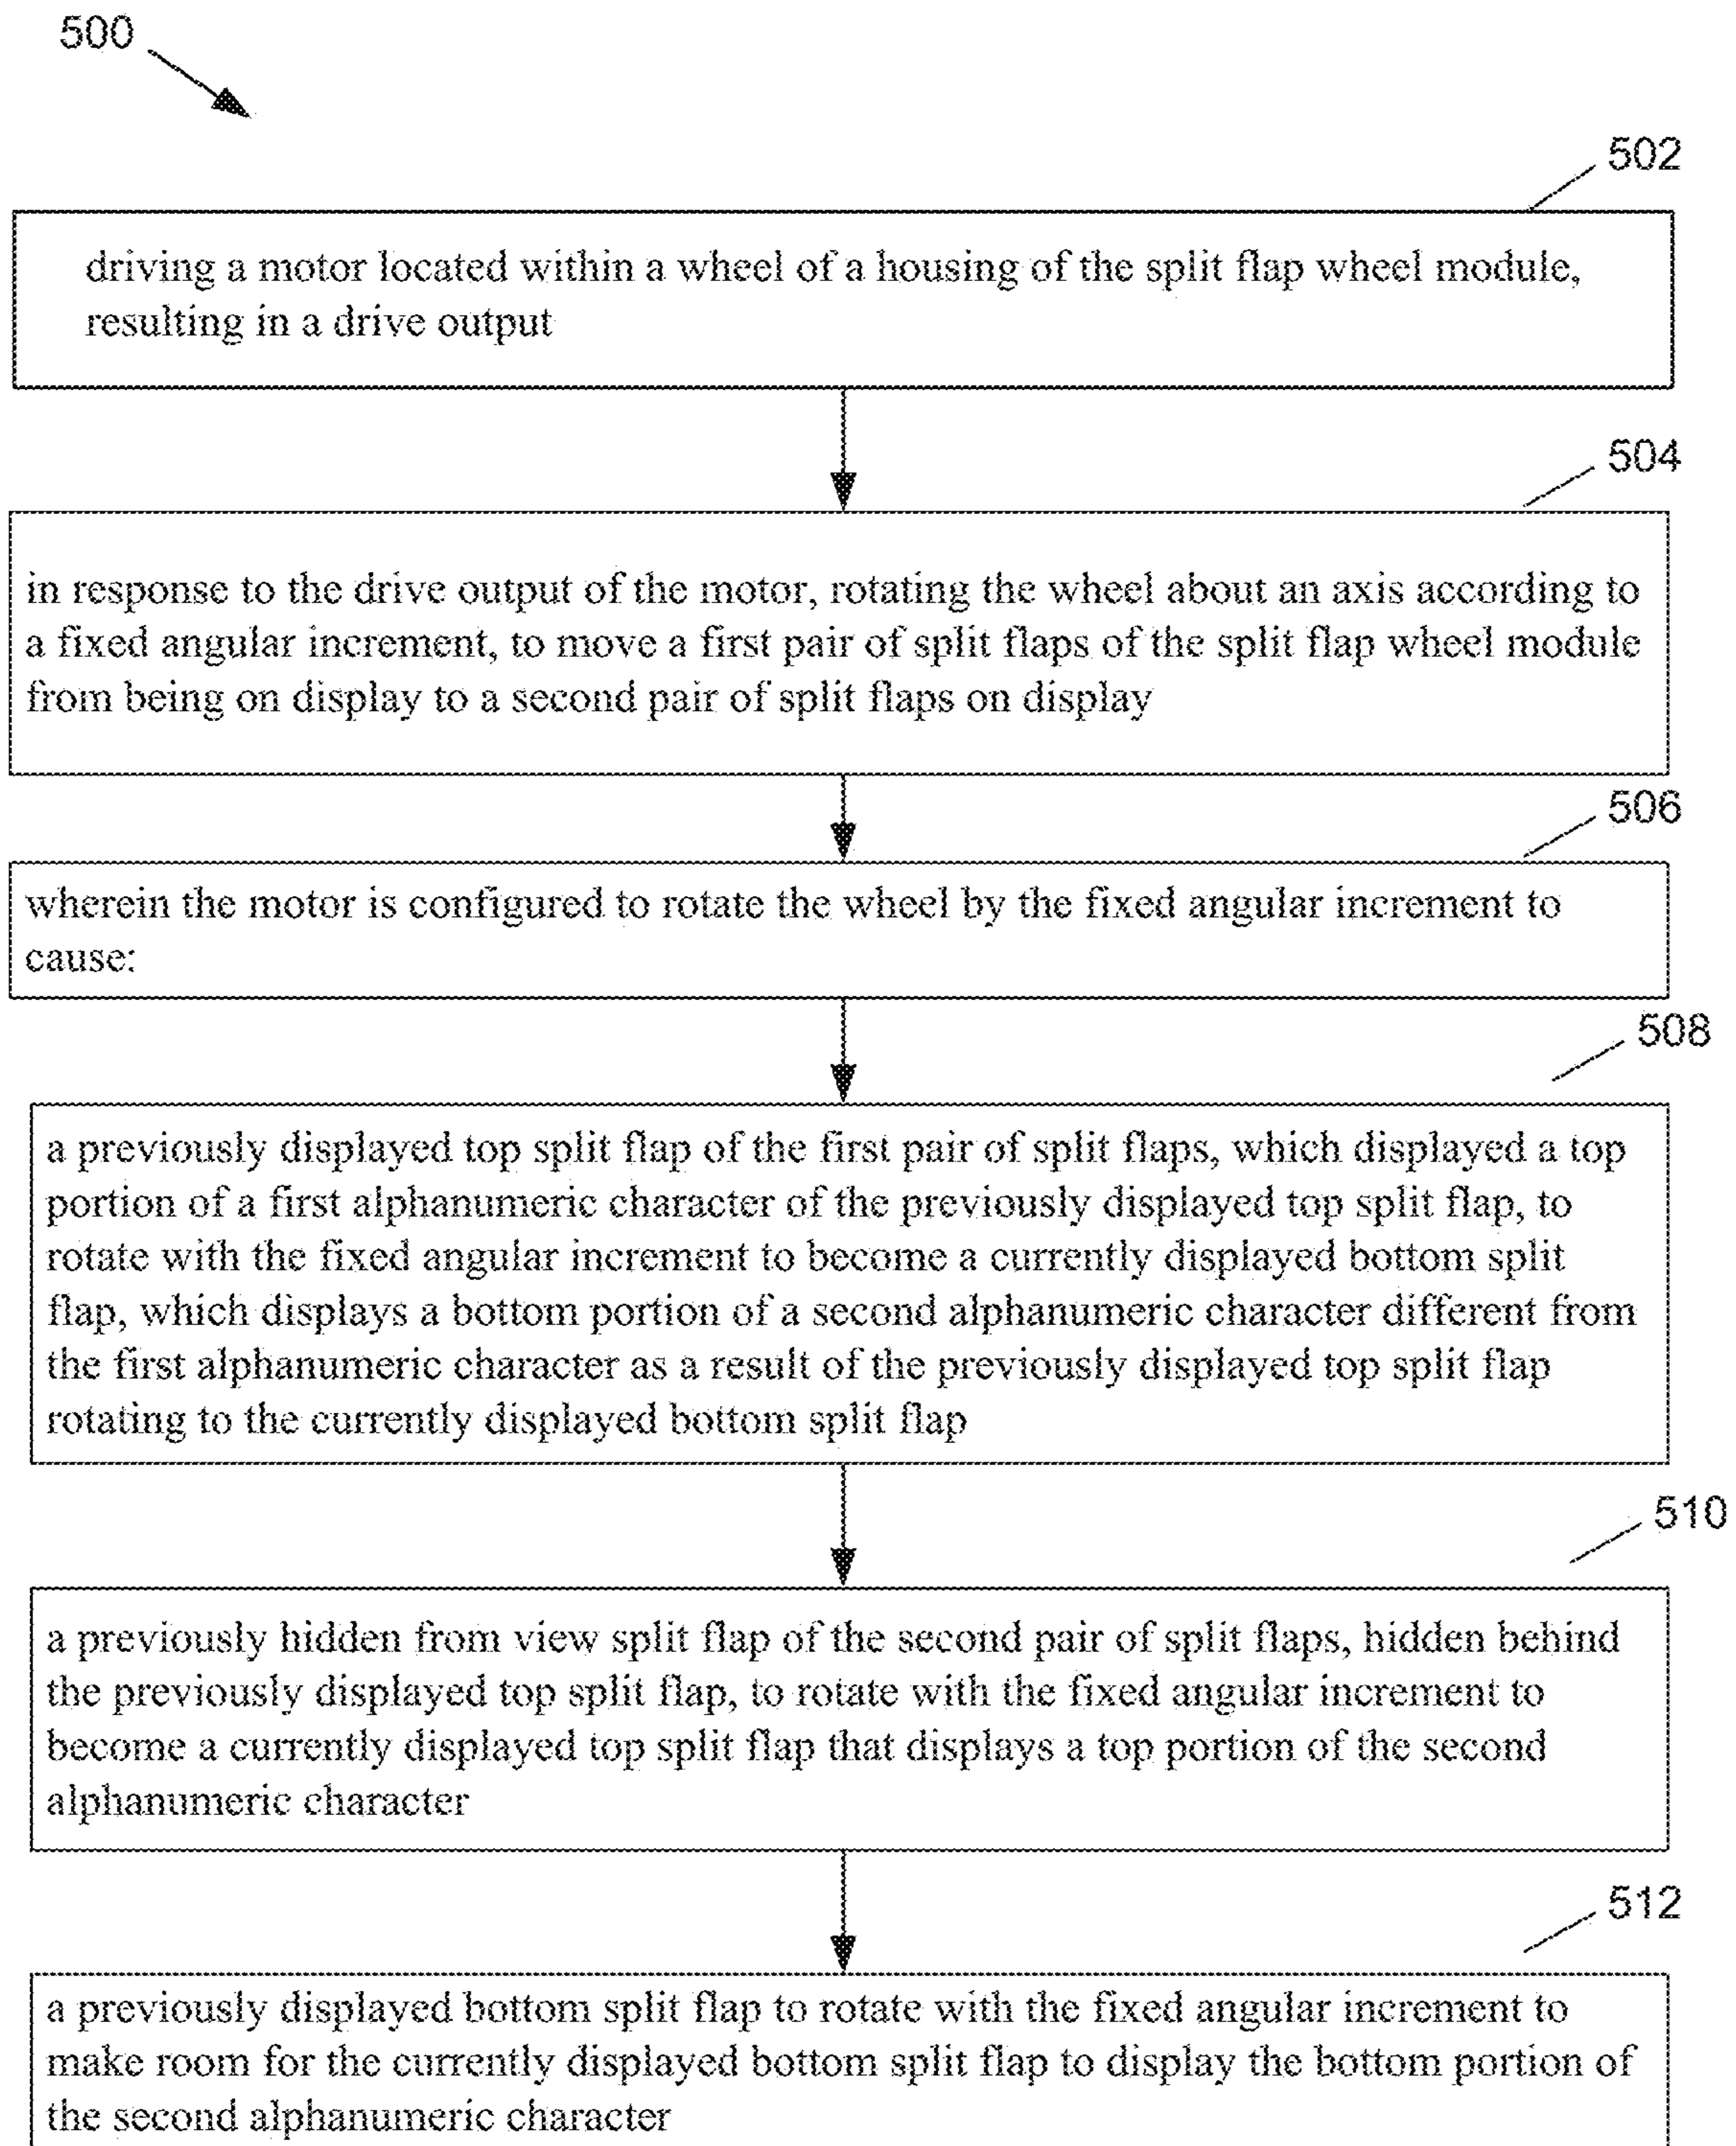 500
502
driving a motor located within a wheel of a housing of the split flap wheel module,
resulting in a drive output
504
in response to the drive output of the motor, rotating the wheel about an axis according to
a fixed angular increment, to move a first pair of split flaps of the split flap wheel module
from being on display to a second pair of split flaps on display
506
wherein the motor is configured to rotate the wheel by the fixed angular increment to
cause:
508
a previously displayed top split flap of the first pair of split flaps, which displayed a top
portion of a first alphanumeric character of the previously displayed top split flap, to
rotate with the fixed angular increment to become a currently displayed bottom split
flap, which displays a bottom portion of a second alphanumeric character different from
the first alphanumeric character as a result of the previously displayed top split flap
rotating to the currently displayed bottom split flap
510
a previously hidden from view split flap of the second pair of split flaps, hidden behind
the previously displayed top split flap, to rotate with the fixed angular increment to
become a currently displayed top split flap that displays a top portion of the second
alphanumeric character
512
a previously displayed bottom split flap to rotate with the fixed angular increment to
make room for the currently displayed bottom split flap to display the bottom portion of
the second alphanumeric character